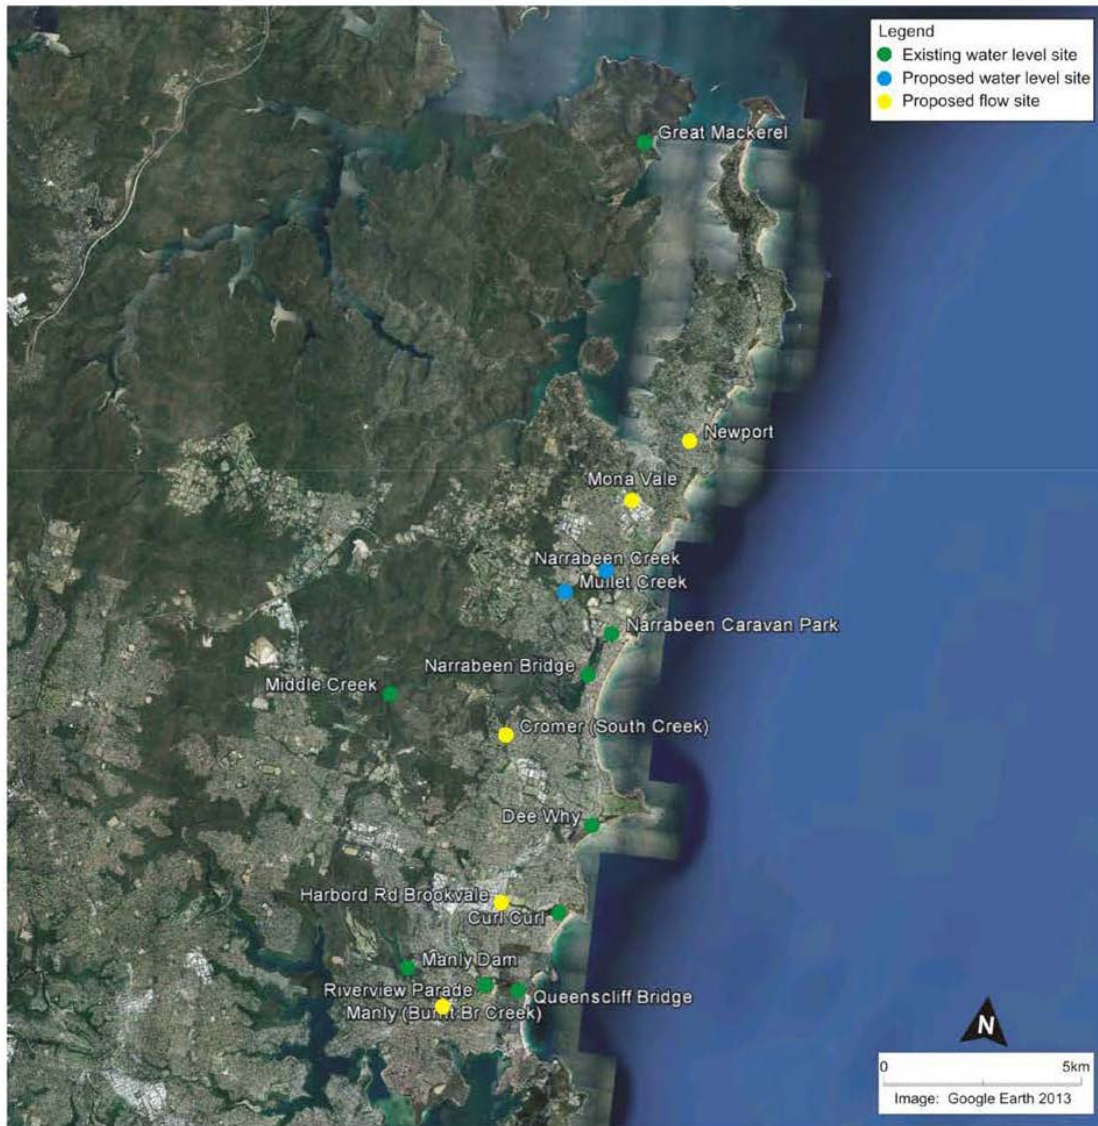 Legend
Existing water level site
Proposed water level site
Proposed flow site
Great Mackerel
Newport
Mona Vale
Narrabeen Creek
Mullet Creek
Narrabeen Caravan Park
Narrabeen Bridge
Middle Creek
Cromer (South Creek)
Dee Why
Harbord Rd Brookvale
Curl Curl
Manly Dam
Riverview Parade
Queenscliff Bridge
Manly (Burnt Br Creek)
N
0 5km
Image: Google Earth 2013